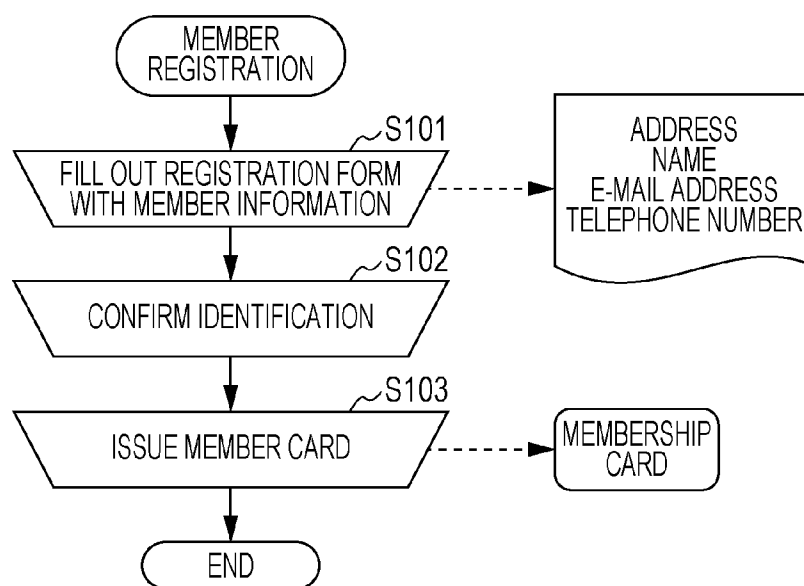 MEMBER
REGISTRATION
S101
FILL OUT REGISTRATION FORM
WITH MEMBER INFORMATION
ADDRESS
NAME
E-MAIL ADDRESS
TELEPHONE NUMBER
S102
CONFIRM IDENTIFICATION
S103
ISSUE MEMBER CARD
MEMBERSHIP
CARD
END